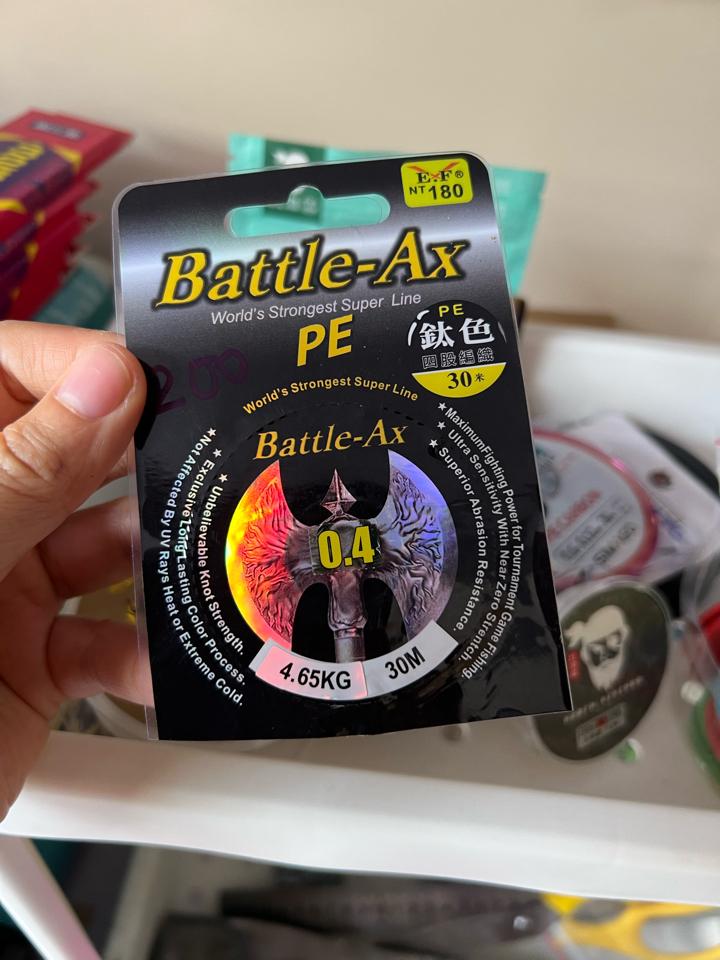 E.F®
NT180
Battle-Ax
World's Strongest Super Line
PE
PE
鈦色
四股編織
30米
World's Strongest Super Line
Battle-Ax
★ Unbelievable Knot Strength.
★ Exclusive Long Lasting Color Process.
★ Not Affected By UV Rays Heat or Extreme Cold.
★ MaximumFighting Power for Tournament Game Fishing
★ Ultra Sensitivity With Near Zero Strentch.
★ Superior Abrasion Resistance.
0.4
4.65KG
30M